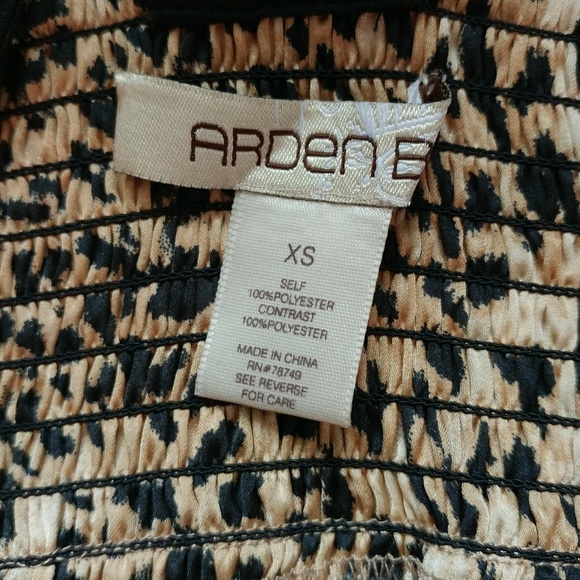 ARDEN B
XS
SELF
100%POLYESTER
CONTRAST
100%POLYESTER
MADE IN CHINA
RN#78749
SEE REVERSE
FOR CARE